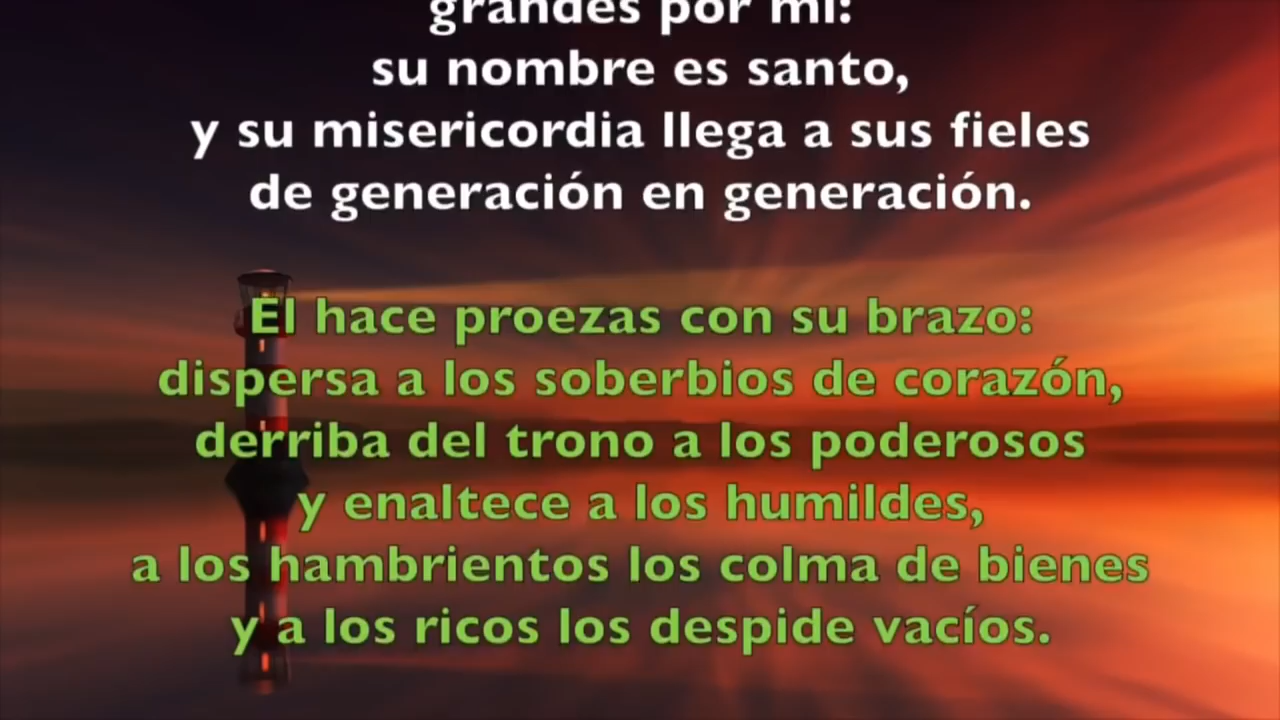 grandes por mí:
su nombre es santo,
y su misericordia llega a sus fieles
de generación en generación.
El hace proezas con su brazo:
dispersa a los soberbios de corazón,
derriba del trono a los poderosos
y enaltece a los humildes,
a los hambrientos los colma de bienes
y a los ricos los despide vacíos.